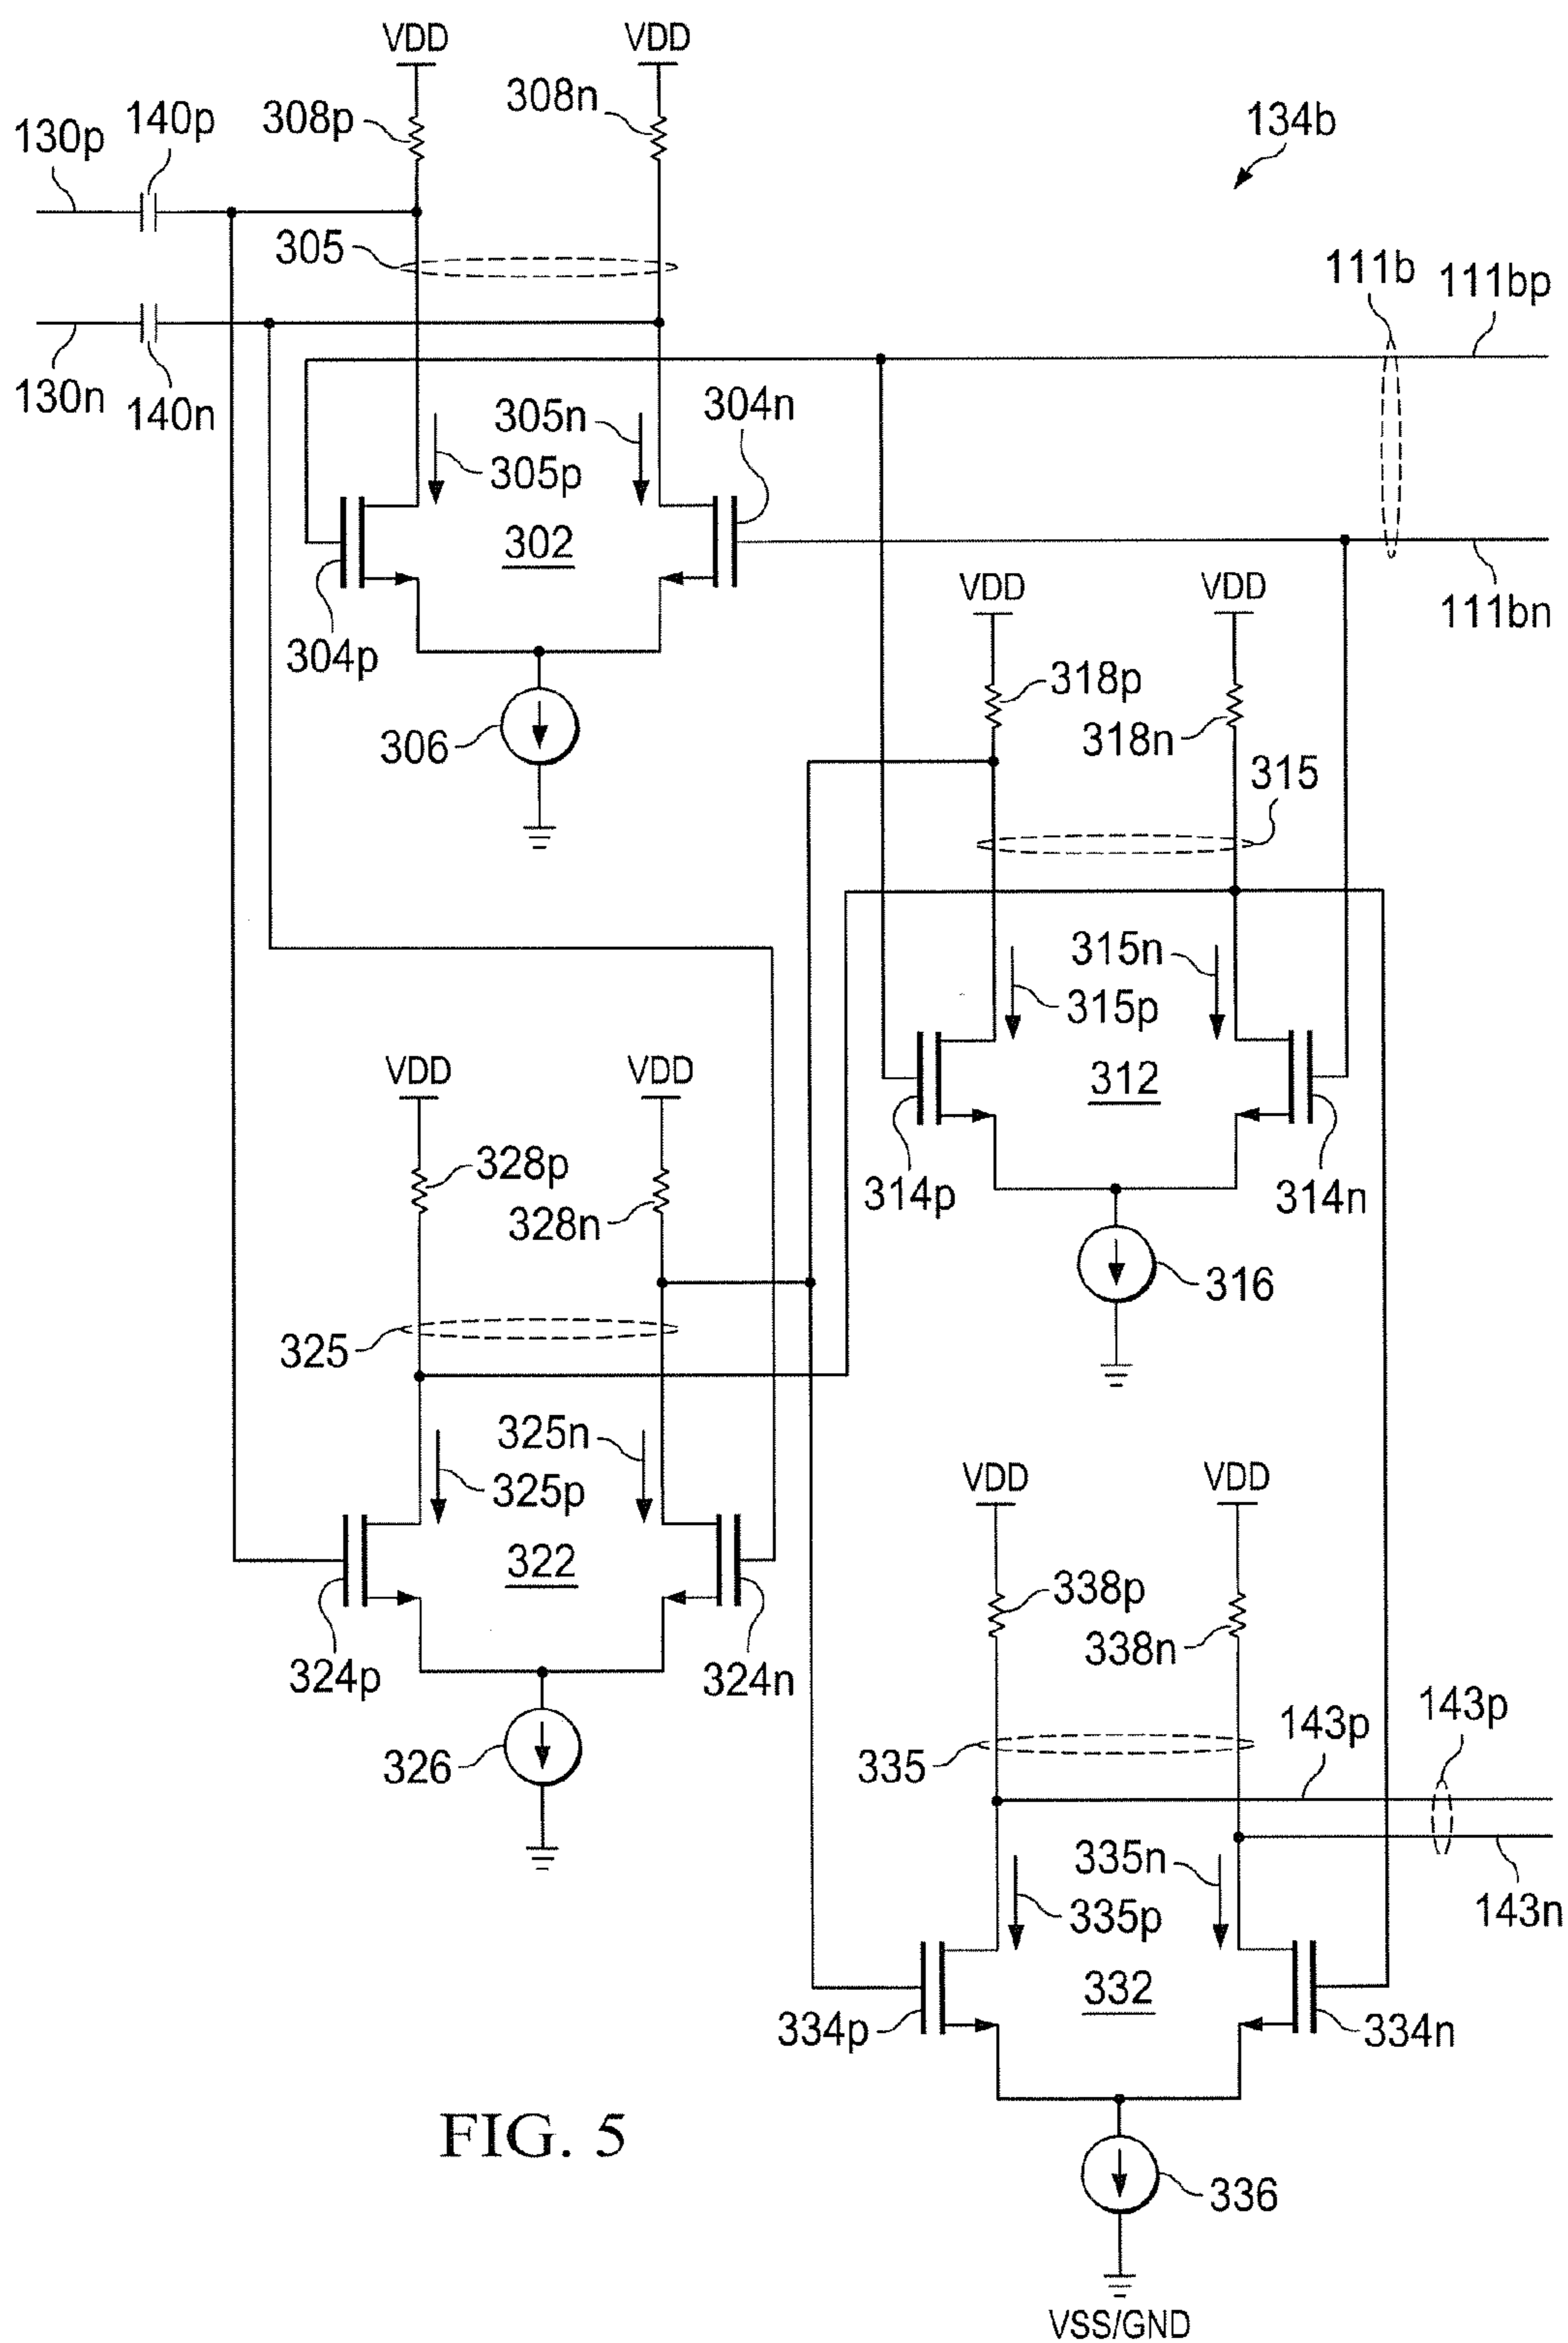 VDD
VDD
308p
308n
134b
130p
140p
305
111b
111bp
130n
140n
304n
305n
305p
302
304p
111bn
VDD
VDD
306
318p
318n
315
315n
315p
312
VDD
VDD
314p
314n
328p
328n
316
325
325n
325p
VDD
VDD
322
338p
338n
324p
324n
143p
143p
326
335
335n
335p
143n
332
334p
334n
FIG. 5
336
VSS/GND